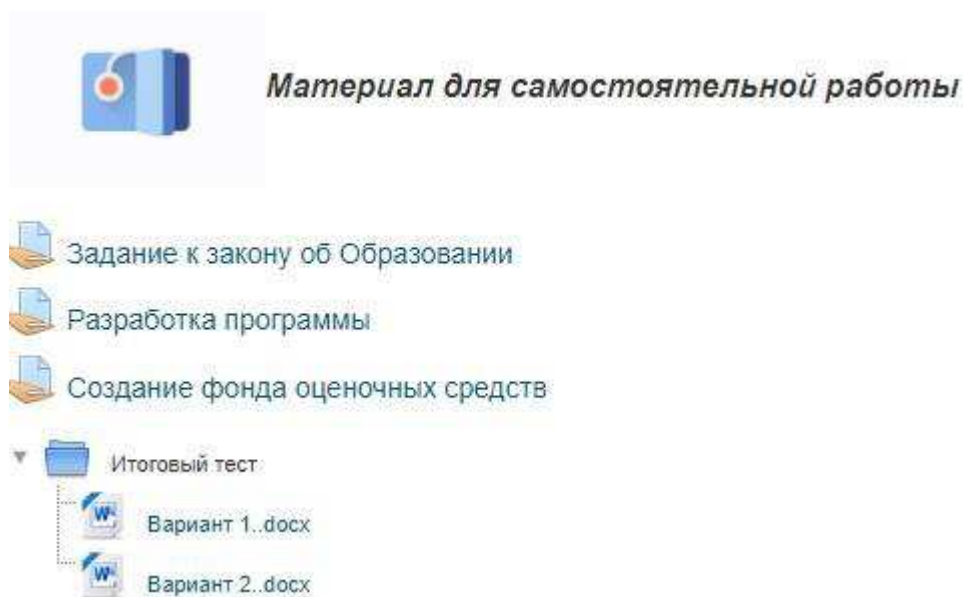 Материал для самостоятельной работы
Задание к закону об Образовании
Разработка программы
Создание фонда оценочных средств
Итоговый тест
Вариант 1..docx
Вариант 2..docx